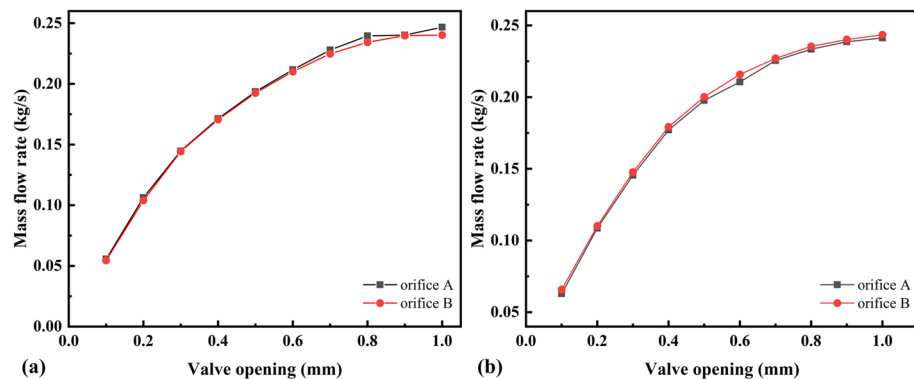 0.25
0.20
0.15
0.10
0.05
0.00
Mass flow rate (kg/s)
orifice A
orifice B
0.0 0.2 0.4 0.6 0.8 1.0
(a) Valve opening (mm)
0.25
0.20
0.15
0.10
0.05
Mass flow rate (kg/s)
orifice A
orifice B
0.0 0.2 0.4 0.6 0.8 1.0
(b) Valve opening (mm)